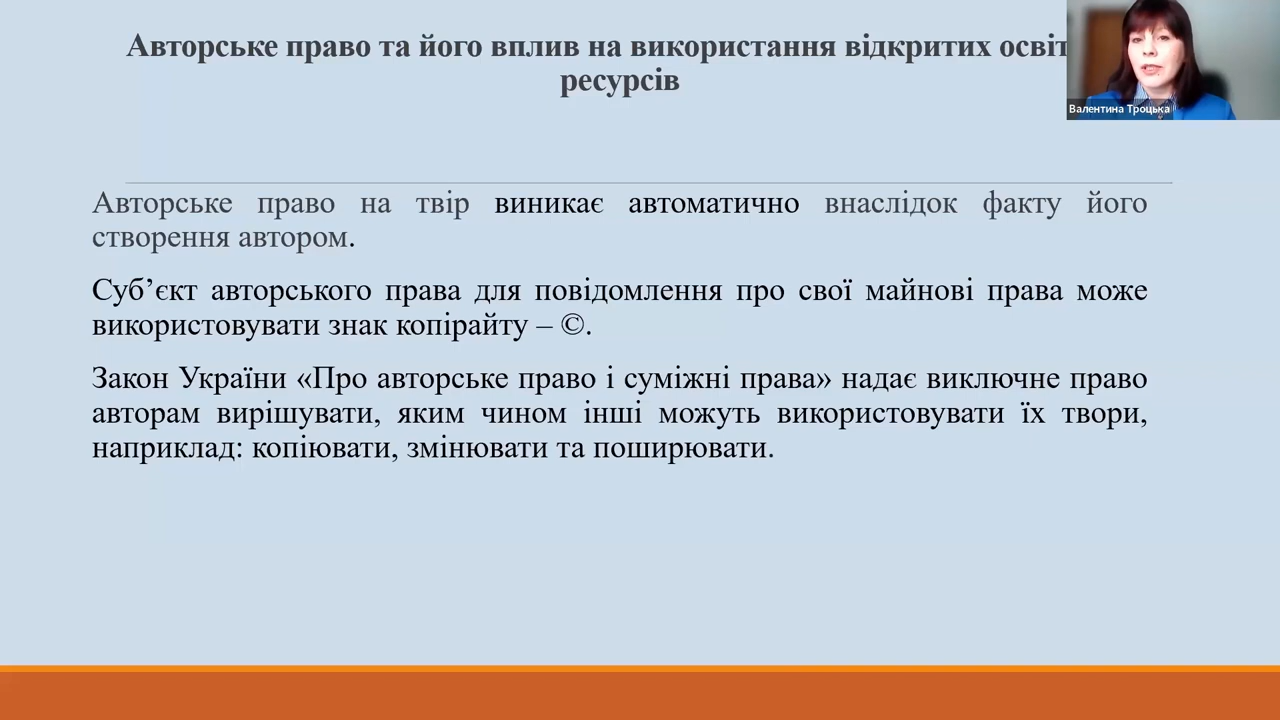 Авторське право та його вплив на використання відкритих
ресурсів
Валентина Троцька
Авторське право на твір виникає автоматично внаслідок факту його
створення автором.
Суб’єкт авторського права для повідомлення про свої майнові права може
використовувати знак копірайту – ©.
Закон України «Про авторське право і суміжні права» надає виключне право
авторам вирішувати, яким чином інші можуть використовувати їх твори,
наприклад: копіювати, змінювати та поширювати.